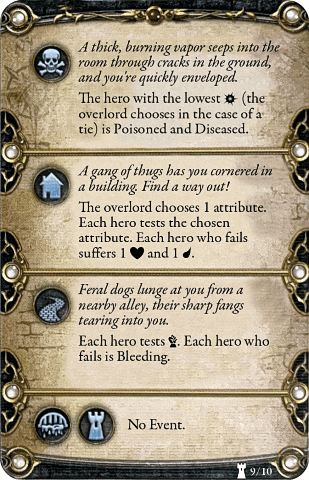 A thick, burning vapor seeps into the
room through cracks in the ground,
and you're quickly enveloped.
The hero with the lowest (the
overlord chooses in the case of a
tie) is Poisoned and Diseased.
A gang of thugs has you cornered in
a building. Find a way out!
The overlord chooses 1 attribute.
Each hero tests the chosen
attribute. Each hero who fails
suffers 1 and 1 .
Feral dogs lunge at you from a
nearby alley, their sharp fangs
tearing into you.
Each hero tests . Each hero who
fails is Bleeding.
No Event.
9/10